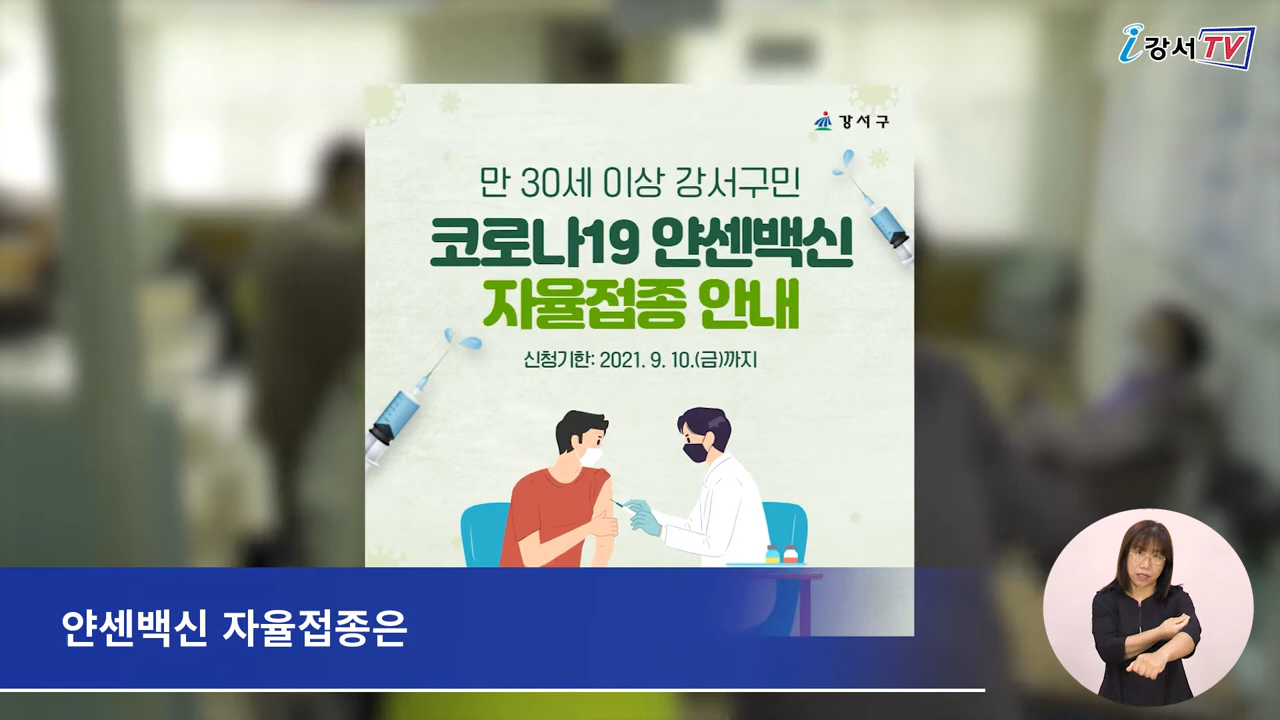 i강서TV
강서구
만 30세 이상 강서구민
코로나19 얀센백신
자율접종 안내
신청기한: 2021. 9. 10.(금)까지
얀센백신 자율접종은